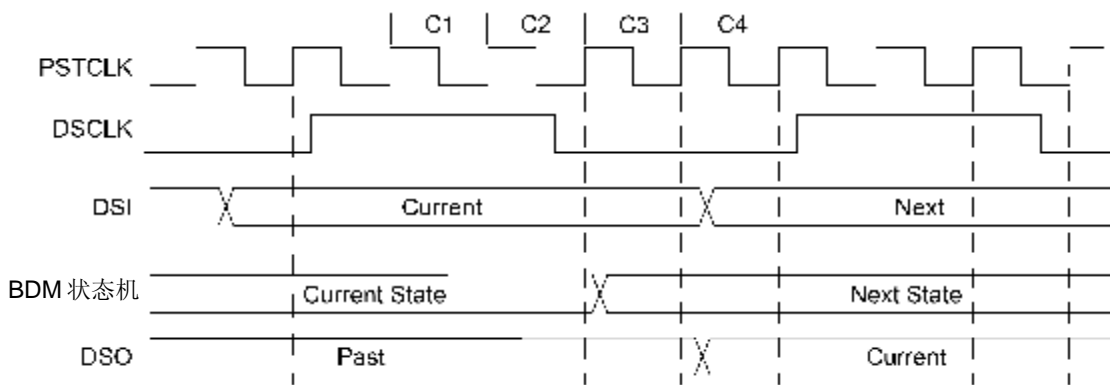 C1 C2 C3 C4
PSTCLK
DSCLK
DSI Current Next
BDM 状态机 Current State Next State
DSO Past Current